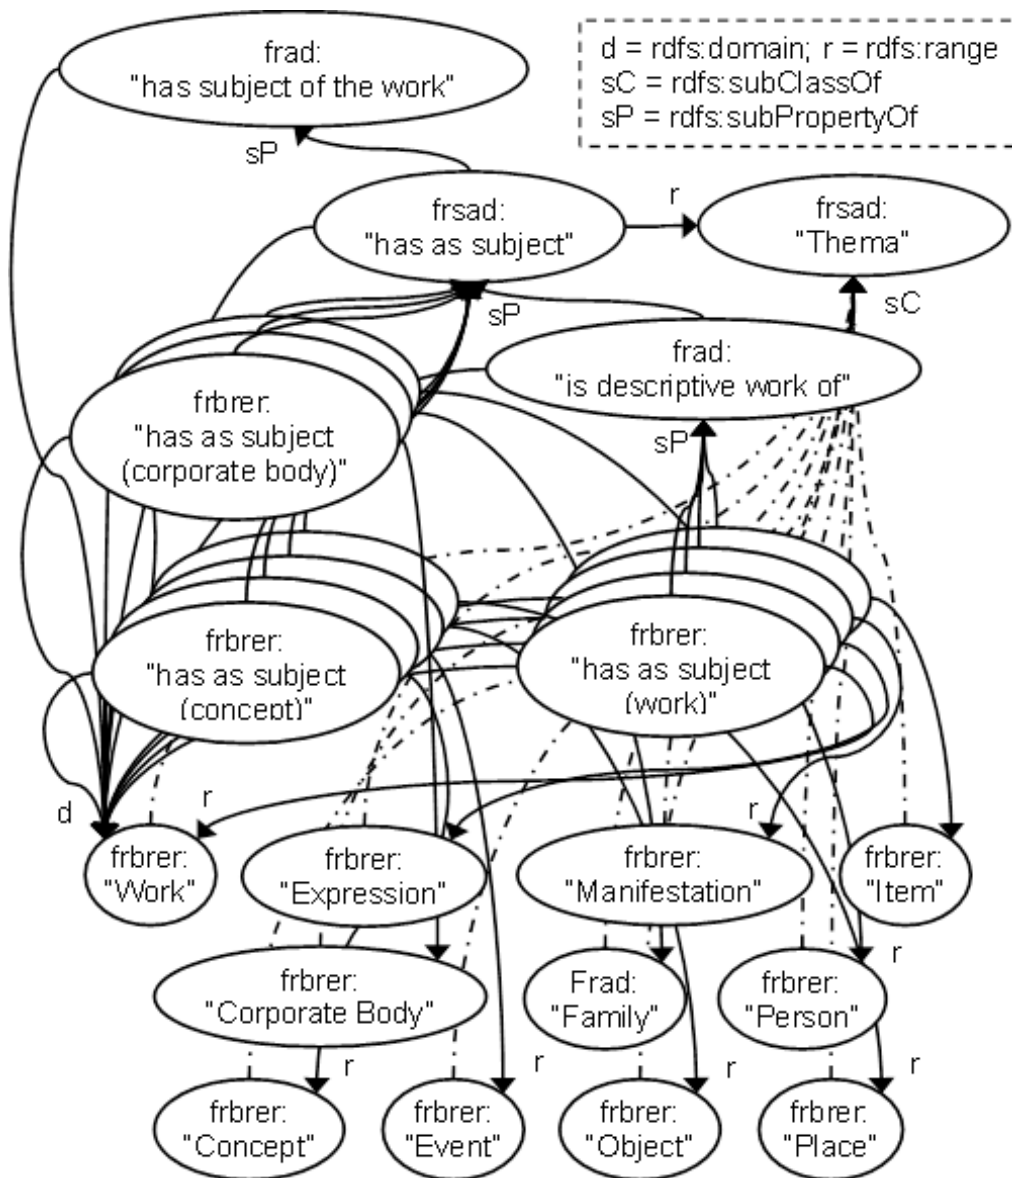 frad:
"has subject of the work"
d = rdfs:domain; r = rdfs:range
sC = rdfs:subClassOf
sP = rdfs:subPropertyOf
sP
frsad:
"has as subject"
r
frsad:
"Thema"
sP
sC
frad:
"is descriptive work of"
frbrer:
"has as subject
(corporate body)"
sP
frbrer:
"has as subject
(concept)"
frbrer:
"has as subject
(work)"
d
r
r
r
frbrer:
"Work"
frbrer:
"Expression"
frbrer:
"Manifestation"
frbrer:
"Item"
r
frbrer:
"Corporate Body"
Frad:
"Family"
frbrer:
"Person"
r
r
r
r
frbrer:
"Concept"
frbrer:
"Event"
frbrer:
"Object"
frbrer:
"Place"